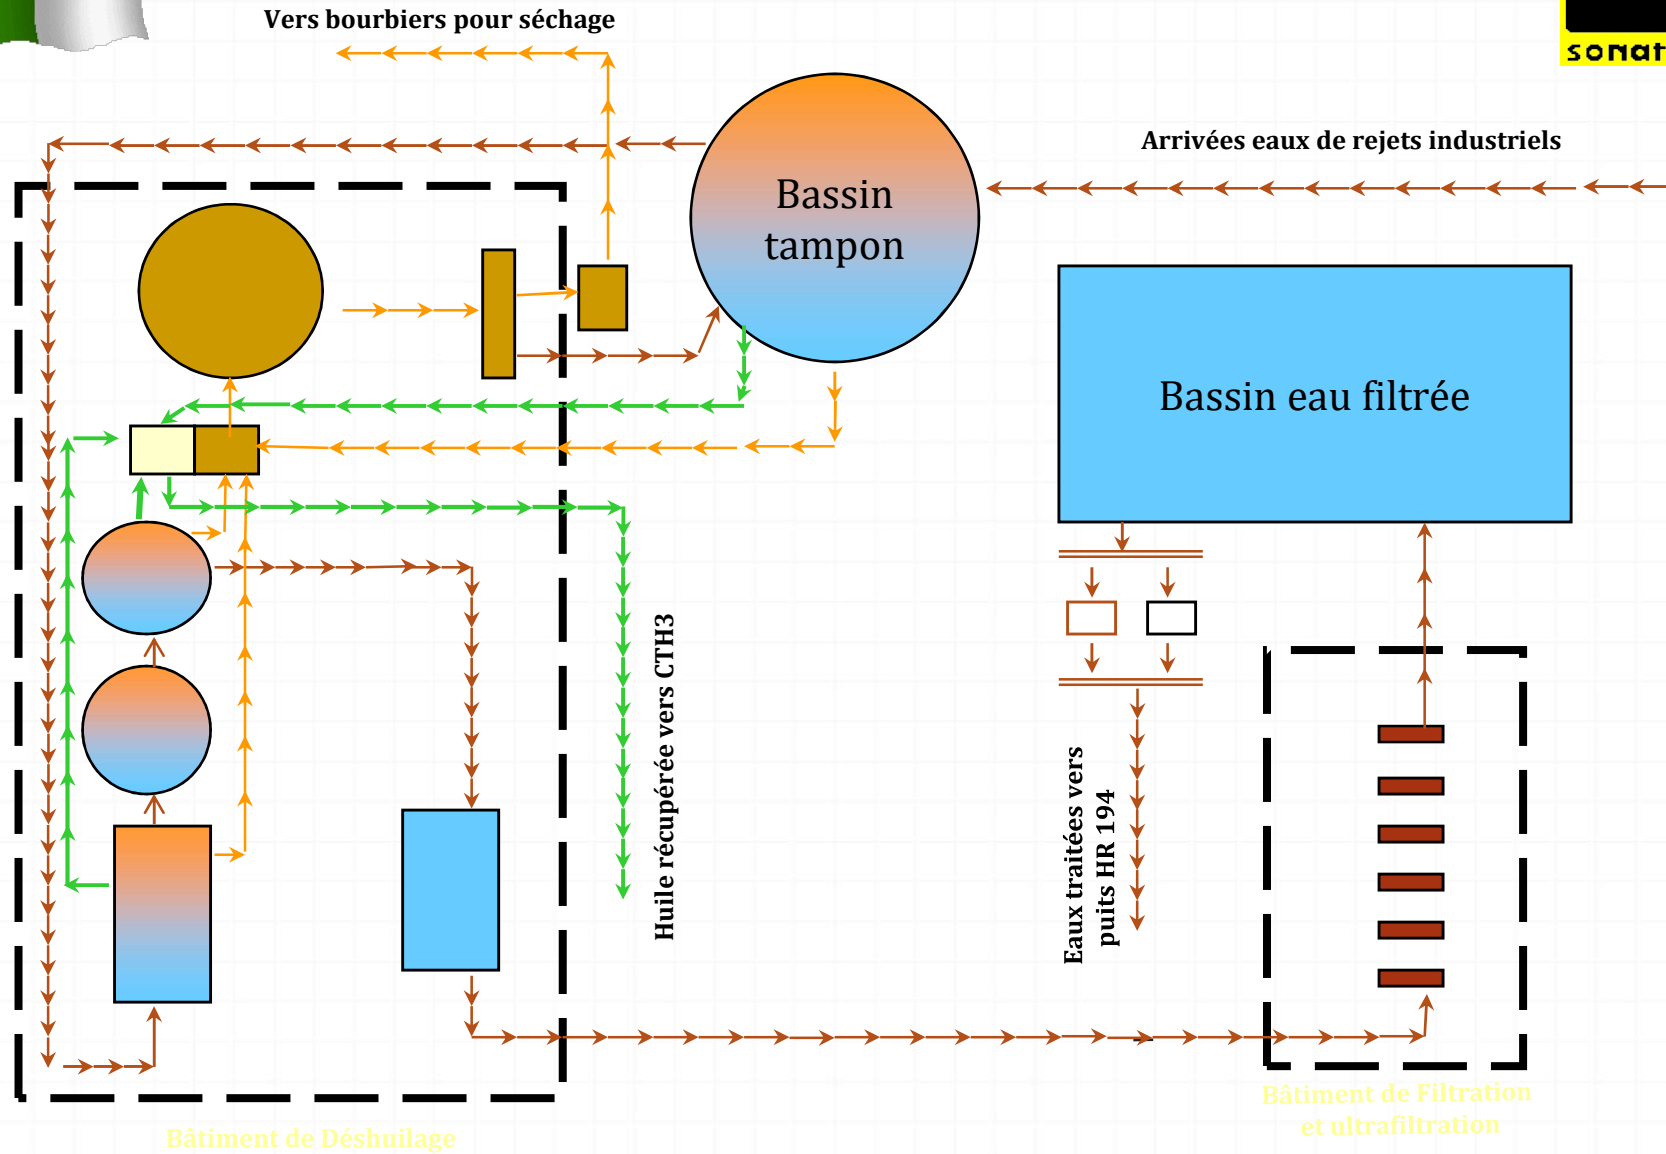 Vers bourbiers pour séchage
sonat
Arrivées eaux de rejets industriels
Bassin
tampon
Bassin eau filtrée
Huile récupérée vers CTH3
Eaux traitées vers
puits HR 194
Bâtiment de Filtration
et ultrafiltration
Bâtiment de Déshuilage